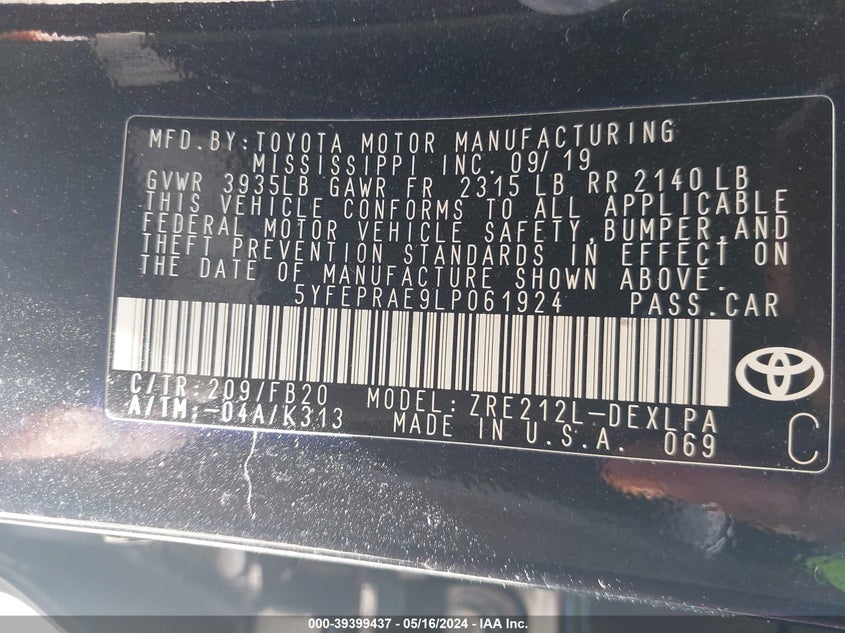 MFD.BY:TOYOTA MOTOR MANUFACTURING
MISSISSIPPI INC. 09/19
GVWR 3935LB GAWR FR 2315 LB RR 2140 LB
THIS VEHICLE CONFORMS TO ALL APPLICABLE
FEDERAL MOTOR VEHICLE SAFETY,BUMPER,AND
THEFT PREVENTION STANDARDS IN EFFECT ON
THE DATE OF MANUFACTURE SHOWN ABOVE.
5YFEPRAE9LP061924 PASS.CAR
C/TR:209/FB20 MODEL:ZRE212L-DEXLPA
A/TM:-04A/K313 MADE IN U.S.A. 069
C
000-39399437 - 05/16/2024 - IAA Inc.